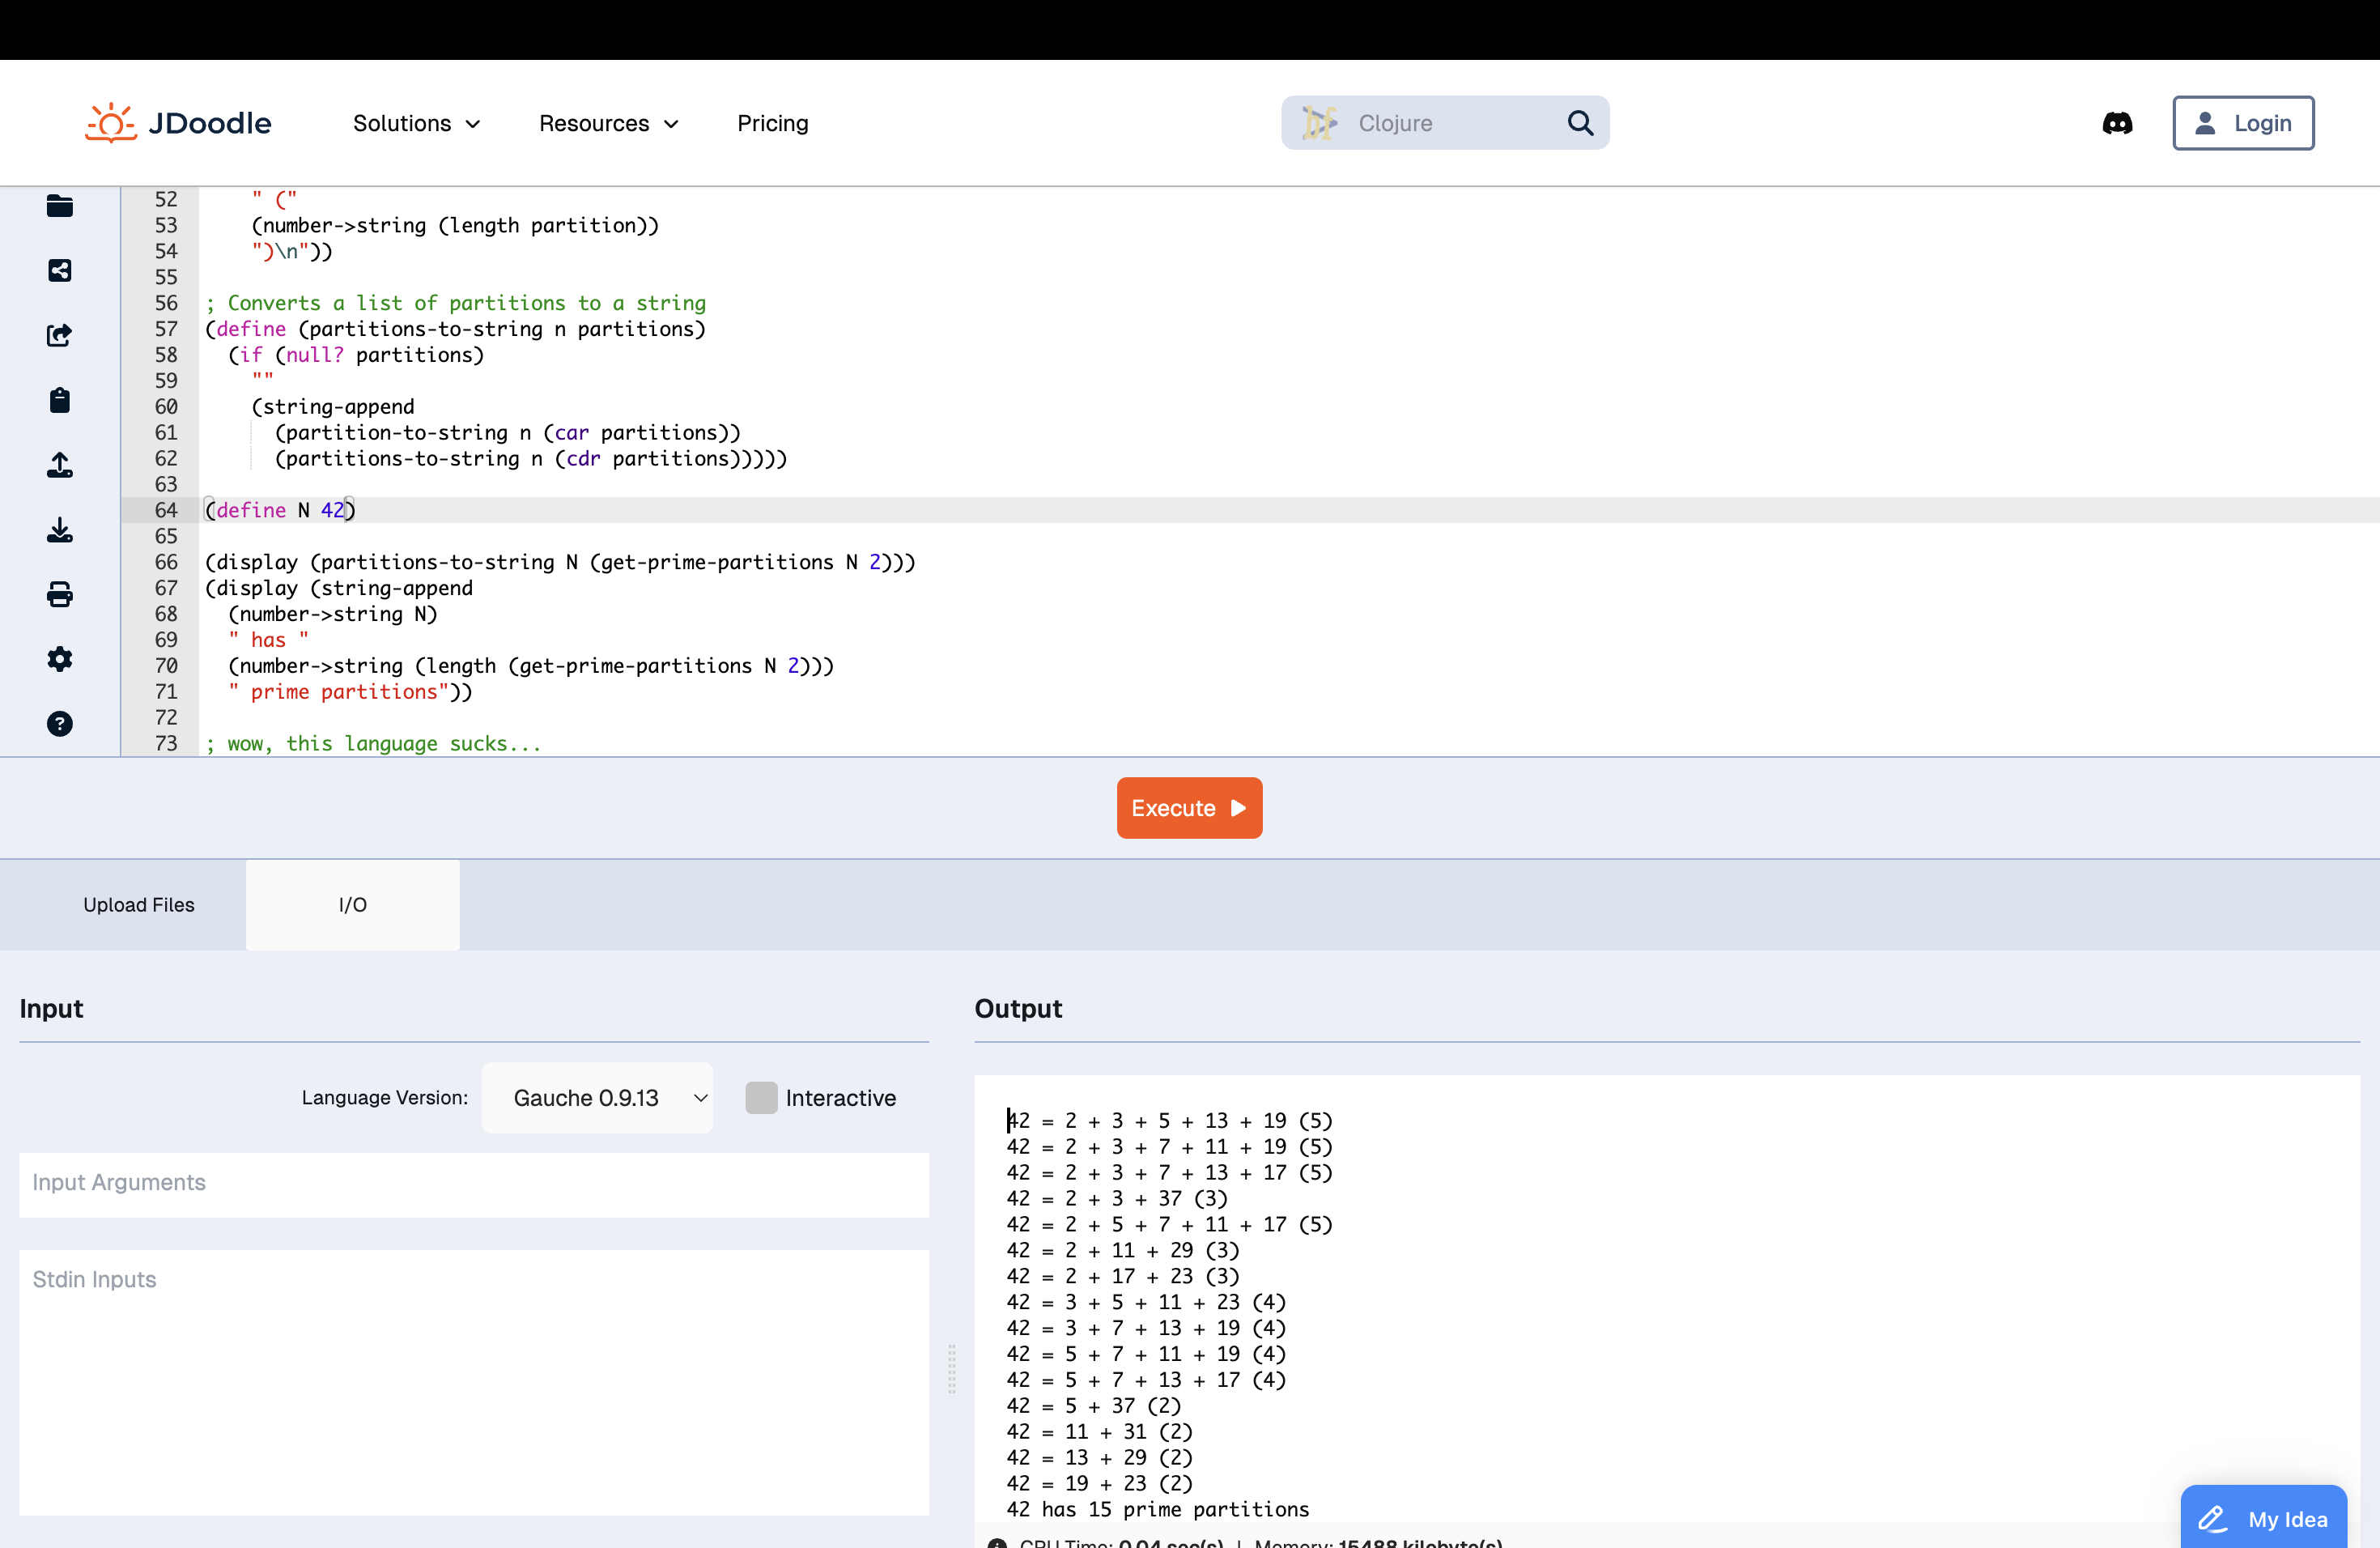 JDoodle
Solutions
Resources
Pricing
Clojure
Login
52 " ("
53 (number->string (length partition))
54 ")\n"))
55
56 ; Converts a list of partitions to a string
57 (define (partitions-to-string n partitions)
58 (if (null? partitions)
59 ""
60 (string-append
61 (partition-to-string n (car partitions))
62 (partitions-to-string n (cdr partitions)))))
63
64 (define N 42)
65
66 (display (partitions-to-string N (get-prime-partitions N 2)))
67 (display (string-append
68 (number->string N)
69 " has "
70 (number->string (length (get-prime-partitions N 2)))
71 " prime partitions"))
72
73 ; wow, this language sucks...
Execute
Upload Files
I/O
Input
Language Version:
Gauche 0.9.13
Interactive
Input Arguments
Stdin Inputs
Output
42 = 2 + 3 + 5 + 13 + 19 (5)
42 = 2 + 3 + 7 + 11 + 19 (5)
42 = 2 + 3 + 7 + 13 + 17 (5)
42 = 2 + 3 + 37 (3)
42 = 2 + 5 + 7 + 11 + 17 (5)
42 = 2 + 11 + 29 (3)
42 = 2 + 17 + 23 (3)
42 = 3 + 5 + 11 + 23 (4)
42 = 3 + 7 + 13 + 19 (4)
42 = 5 + 7 + 11 + 19 (4)
42 = 5 + 7 + 13 + 17 (4)
42 = 5 + 37 (2)
42 = 11 + 31 (2)
42 = 13 + 29 (2)
42 = 19 + 23 (2)
42 has 15 prime partitions
CPU Time: 0.04 sec(s) | Memory: 15488 kilobyte(s)
My Idea